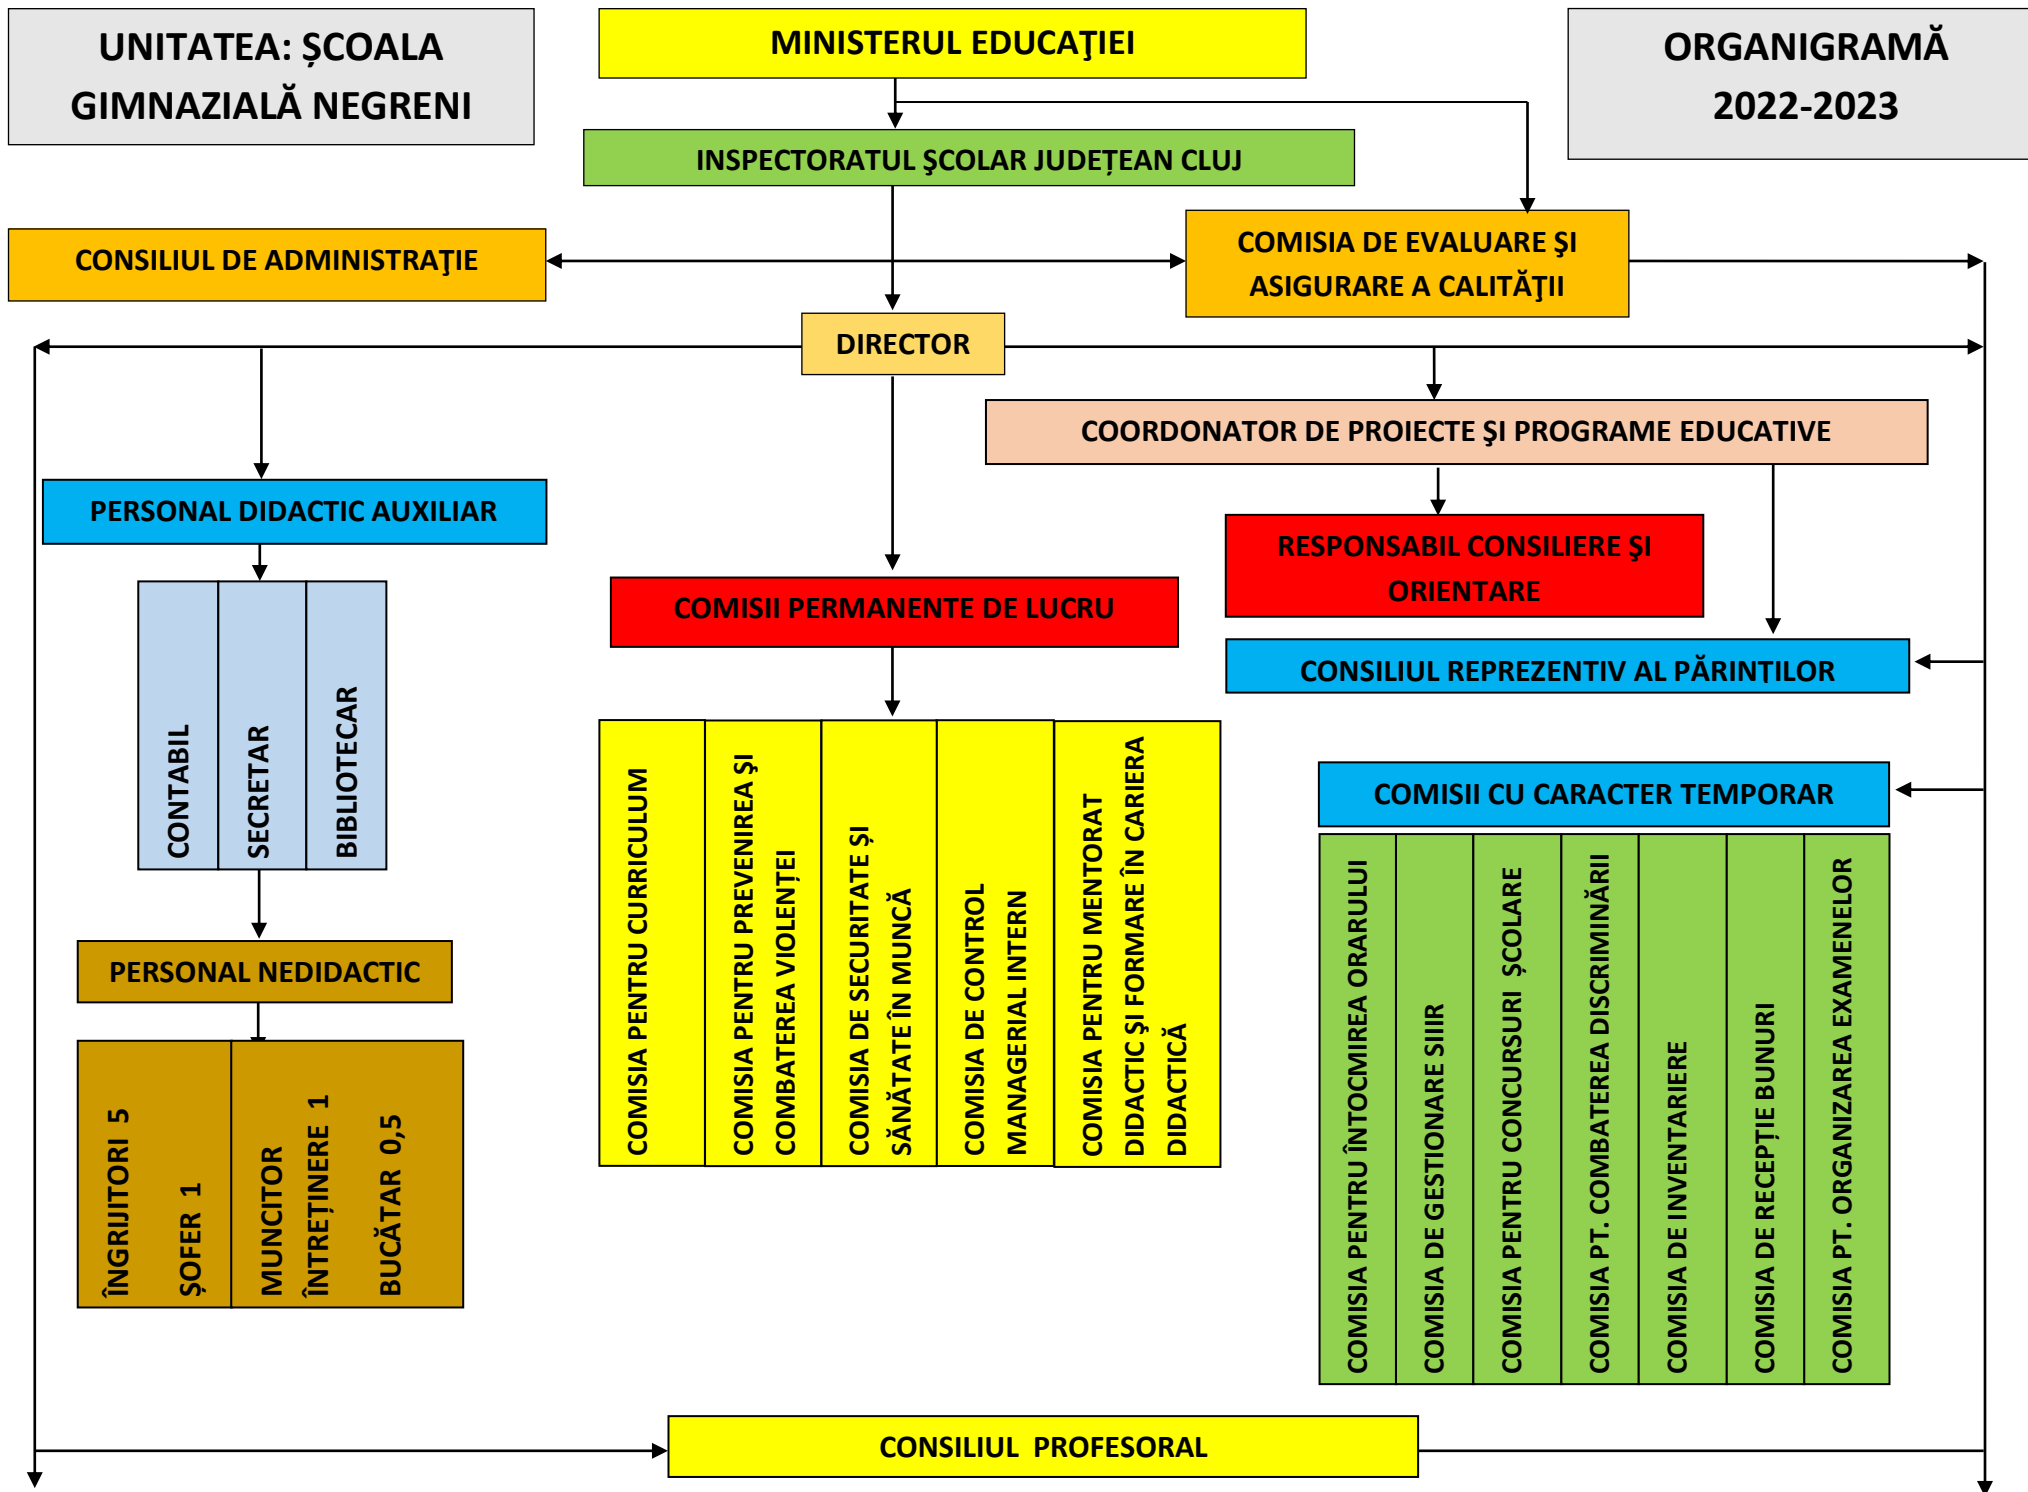 UNITATEA: ȘCOALA
GIMNAZIALĂ NEGRENI
MINISTERUL EDUCAŢIEI
ORGANIGRAMĂ
2022-2023
INSPECTORATUL ŞCOLAR JUDEȚEAN CLUJ
CONSILIUL DE ADMINISTRAŢIE
COMISIA DE EVALUARE ŞI
ASIGURARE A CALITĂŢII
DIRECTOR
COORDONATOR DE PROIECTE ŞI PROGRAME EDUCATIVE
PERSONAL DIDACTIC AUXILIAR
RESPONSABIL CONSILIERE ŞI
ORIENTARE
COMISII PERMANENTE DE LUCRU
CONSILIUL REPREZENTIV AL PĂRINŢILOR
CONTABIL
SECRETAR
BIBLIOTECAR
COMISIA PENTRU CURRICULUM
COMISIA PENTRU PREVENIREA ŞI
COMBATEREA VIOLENȚEI
COMISIA DE SECURITATE ȘI
SĂNĂTATE ÎN MUNCĂ
COMISIA DE CONTROL
MANAGERIAL INTERN
COMISIA PENTRU MENTORAT
DIDACTIC ŞI FORMARE ÎN CARIERA
DIDACTICĂ
COMISII CU CARACTER TEMPORAR
COMISIA PENTRU ÎNTOCMIREA ORARULUI
COMISIA DE GESTIONARE SIIIR
COMISIA PENTRU CONCURSURI ȘCOLARE
COMISIA PT. COMBATEREA DISCRIMINĂRII
COMISIA DE INVENTARIERE
COMISIA DE RECEPȚIE BUNURI
COMISIA PT. ORGANIZAREA EXAMENELOR
PERSONAL NEDIDACTIC
ÎNGRIJITORI 5
ȘOFER 1
MUNCITOR
ÎNTREȚINERE 1
BUCĂTAR 0,5
CONSILIUL PROFESORAL